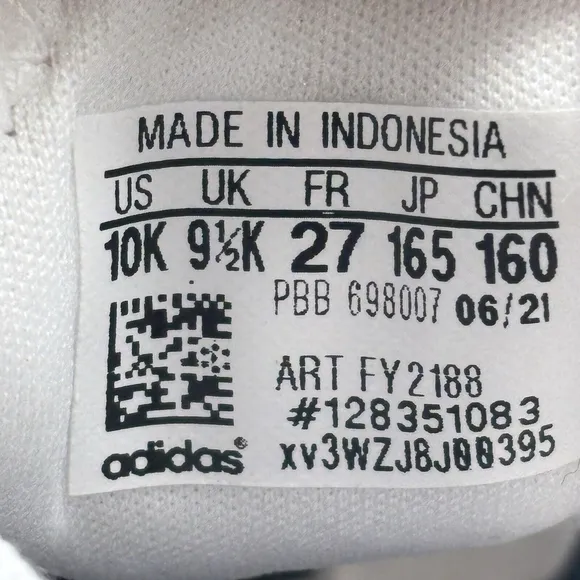 MADE IN INDONESIA
US UK FR JP CHN
10K 9½K 27 165 160
PBB 698007 06/21
ART FY2188
#128351083
adidas® xv3WZJ8J00395